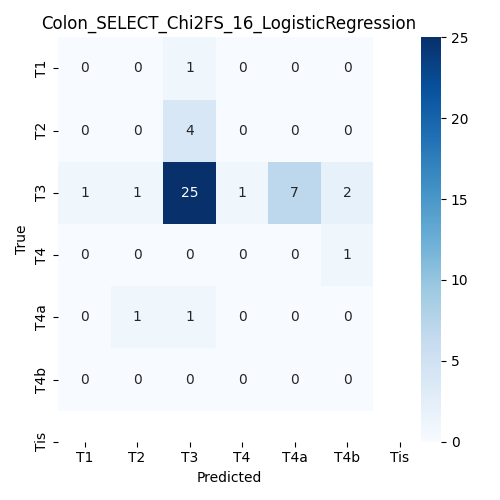 Colon_SELECT_Chi2FS_16_LogisticRegression
T1 0 0 1 0 0 0
T2 0 0 4 0 0 0
T3 1 1 25 1 7 2
T4 0 0 0 0 0 1
T4a 0 1 1 0 0 0
T4b 0 0 0 0 0 0
Tis
T1 T2 T3 T4 T4a T4b Tis
Predicted
True
25
20
15
10
5
0